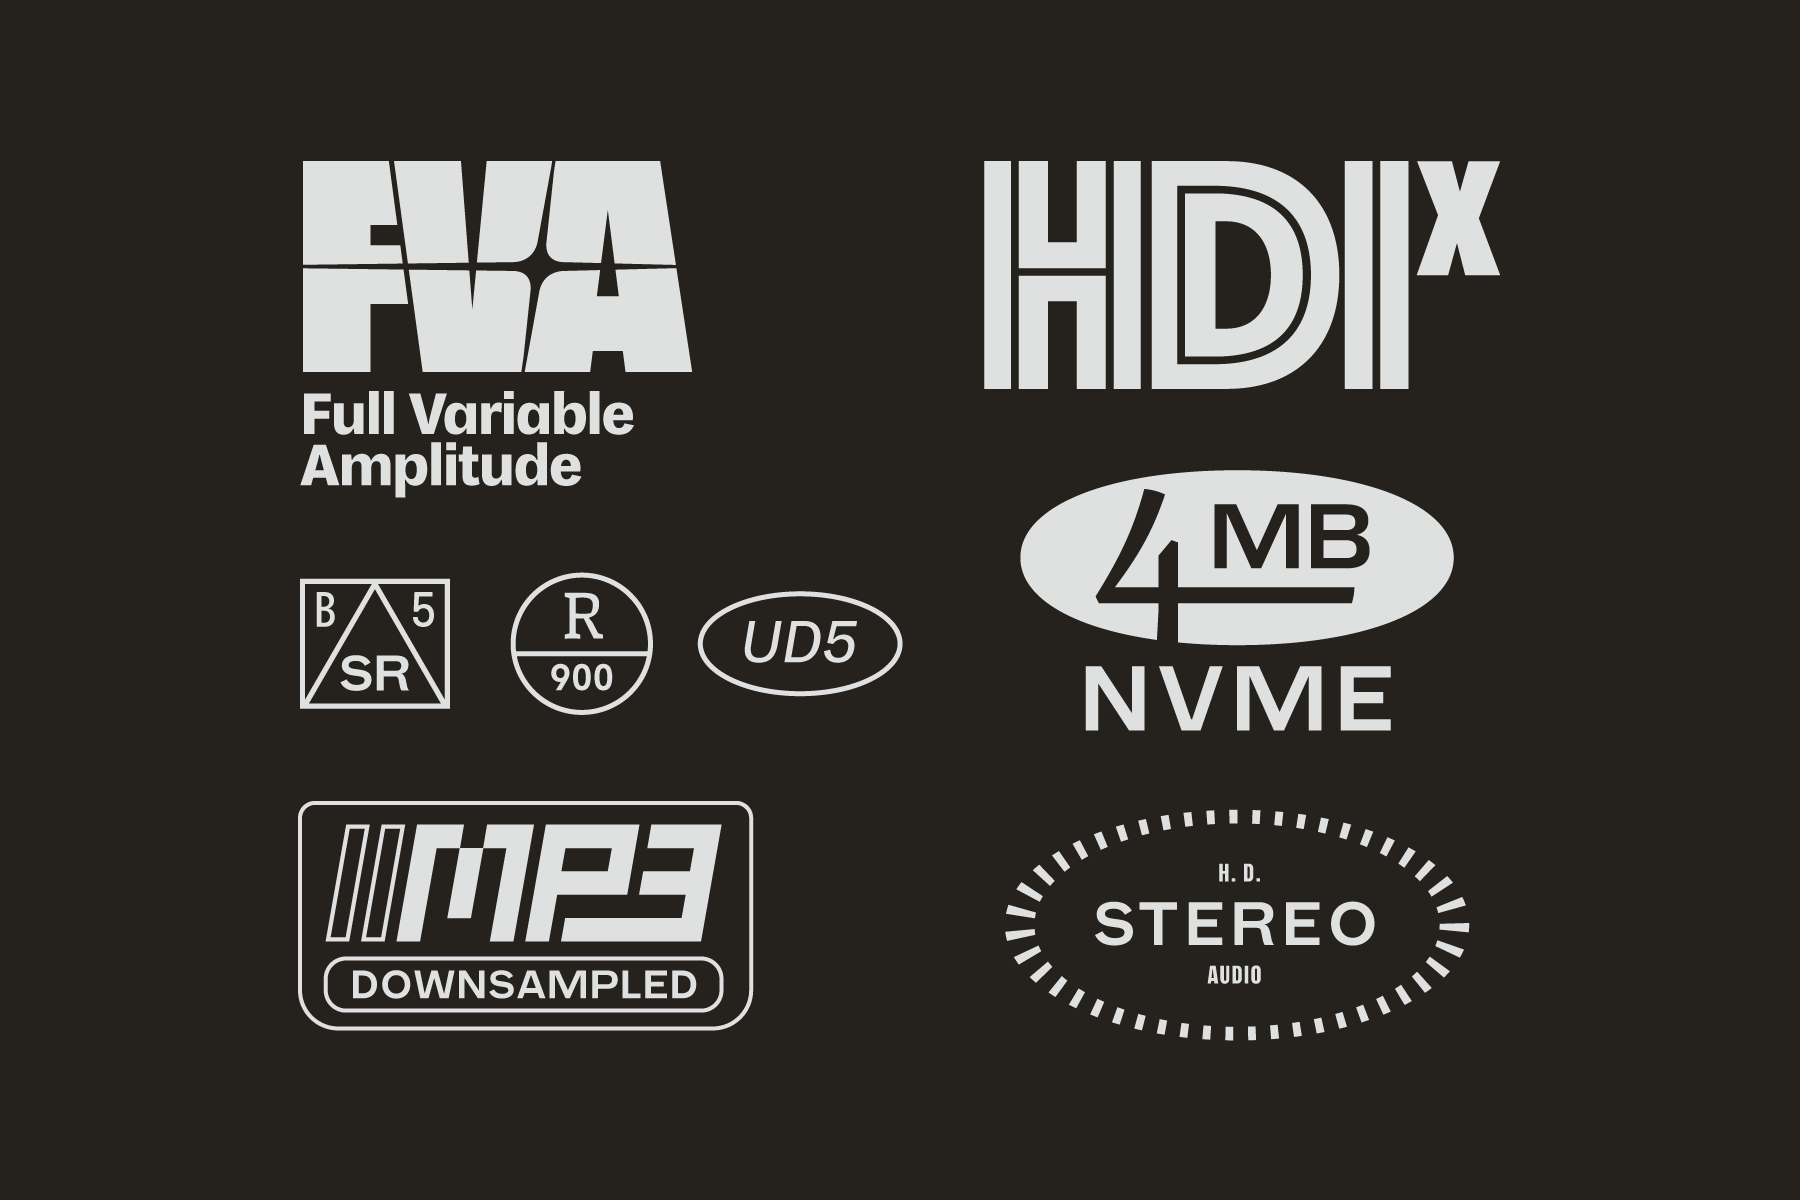 FVA
Full Variable
Amplitude
HDIX
4MB
NVME
B 5
SR
R
900
UD5
MP3
DOWNSAMPLED
H. D.
STEREO
AUDIO